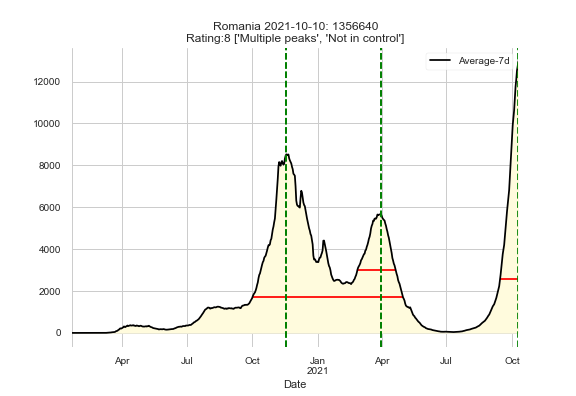 Romania 2021-10-10: 1356640
Rating:8 ['Multiple peaks', 'Not in control']
Average-7d
12000
10000
8000
6000
4000
2000
0
Apr Jul Oct Jan Apr Jul Oct
2021
Date